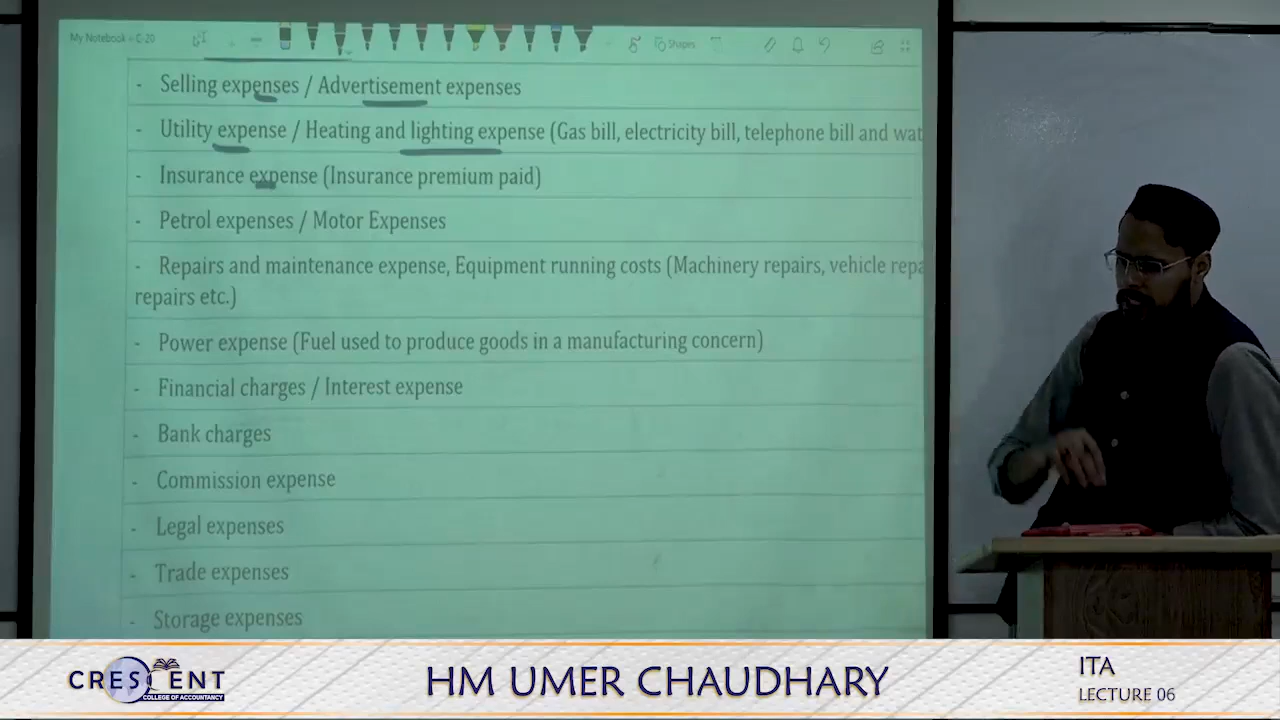 My Notebook - C-20
Shapes
- Selling expenses / Advertisement expenses
- Utility expense / Heating and lighting expense (Gas bill, electricity bill, telephone bill and wat
- Insurance expense (Insurance premium paid)
- Petrol expenses / Motor Expenses
- Repairs and maintenance expense, Equipment running costs (Machinery repairs, vehicle repa
repairs etc.)
- Power expense (Fuel used to produce goods in a manufacturing concern)
- Financial charges / Interest expense
- Bank charges
- Commission expense
- Legal expenses
- Trade expenses
- Storage expenses
CRESCENT
COLLEGE OF ACCOUNTANCY
HM UMER CHAUDHARY
ITA
LECTURE 06